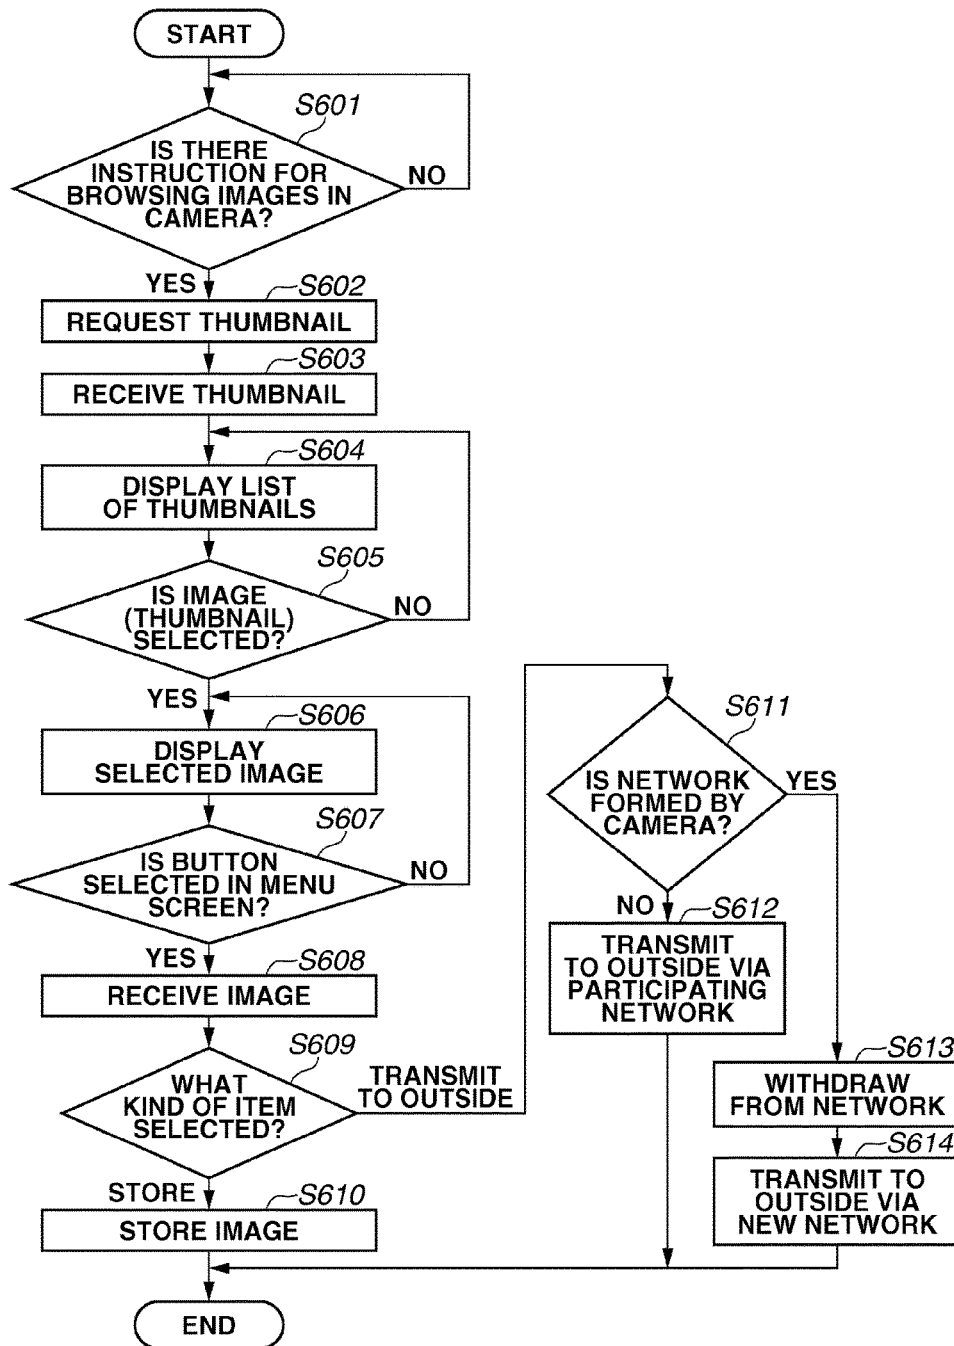 START
S601
IS THERE
INSTRUCTION FOR
BROWSING IMAGES IN
CAMERA?
NO
YES
S602
REQUEST THUMBNAIL
S603
RECEIVE THUMBNAIL
S604
DISPLAY LIST
OF THUMBNAILS
S605
IS IMAGE
(THUMBNAIL)
SELECTED?
NO
YES
S606
DISPLAY
SELECTED IMAGE
S607
IS BUTTON
SELECTED IN MENU
SCREEN?
NO
YES
S608
RECEIVE IMAGE
S609
WHAT
KIND OF ITEM
SELECTED?
TRANSMIT
TO OUTSIDE
STORE
S610
STORE IMAGE
S611
IS NETWORK
FORMED BY
CAMERA?
YES
NO
S612
TRANSMIT
TO OUTSIDE VIA
PARTICIPATING
NETWORK
S613
WITHDRAW
FROM NETWORK
S614
TRANSMIT TO
OUTSIDE VIA
NEW NETWORK
END